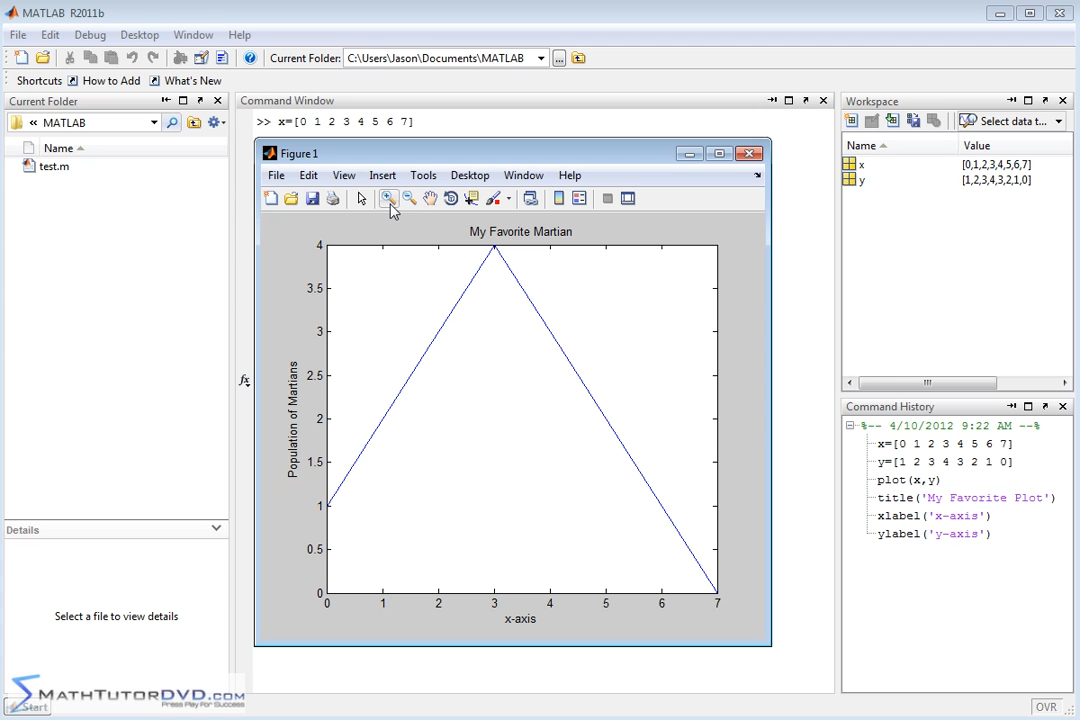 MATLAB R2011b
File Edit Debug Desktop Window Help
Current Folder: C:\Users\Jason\Documents\MATLAB ...
Shortcuts How to Add What's New
Current Folder
« MATLAB
Name
test.m
Details
Select a file to view details
Command Window
>> x=[0 1 2 3 4 5 6 7]
fx
Figure 1
File Edit View Insert Tools Desktop Window Help
My Favorite Martian
4
3.5
3
2.5
2
1.5
1
0.5
0
Population of Martians
0 1 2 3 4 5 6 7
x-axis
Workspace
Select data t...
Name Value
x [0,1,2,3,4,5,6,7]
y [1,2,3,4,3,2,1,0]
Command History
%-- 4/10/2012 9:22 AM --%
x=[0 1 2 3 4 5 6 7]
y=[1 2 3 4 3 2 1 0]
plot(x,y)
title('My Favorite Plot')
xlabel('x-axis')
ylabel('y-axis')
MATHTUTORDVD.COM
Press Play For Success
Start
OVR